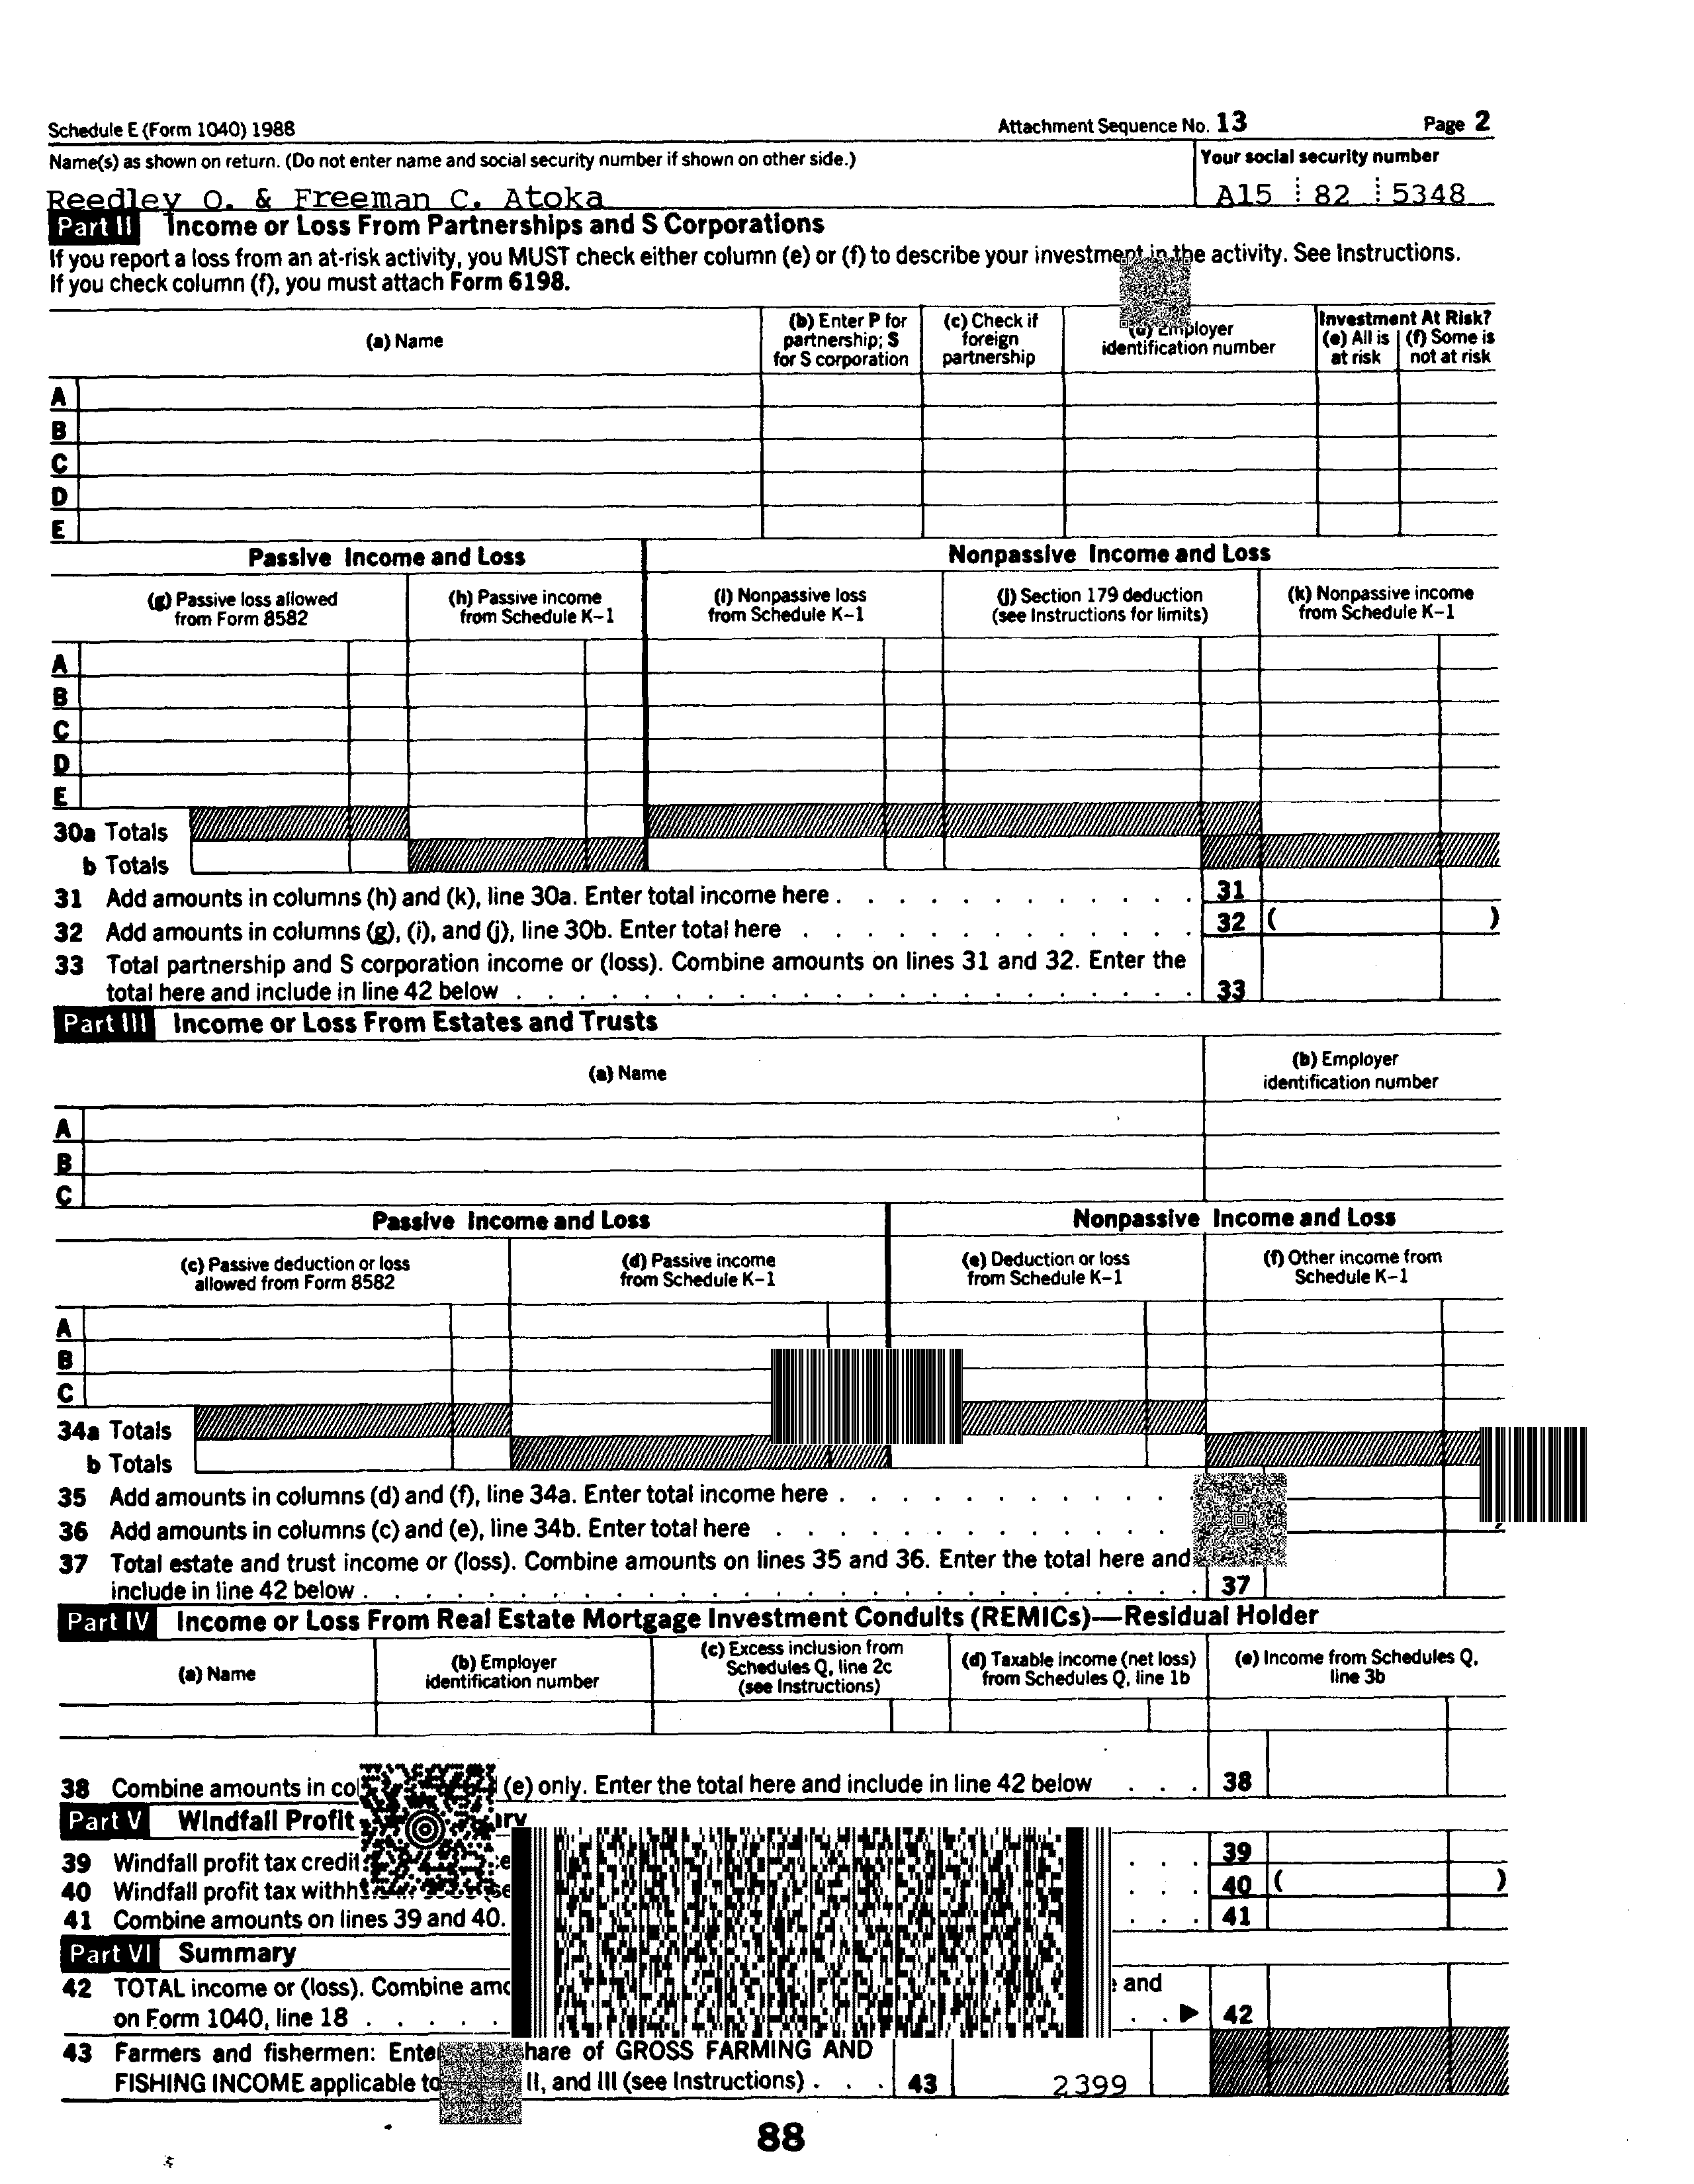 Schedule E (Form 1040) 1988 Attachment Sequence No. 13 Page 2
Name(s) as shown on return. (Do not enter name and social security number if shown on other side.) Your social security number
Reedley O. & Freeman C. Atoka A15 82 5348
Part II Income or Loss From Partnerships and S Corporations
If you report a loss from an at-risk activity, you MUST check either column (e) or (f) to describe your investment in the activity. See Instructions.
If you check column (f), you must attach Form 6198.
(a) Name
(b) Enter P for partnership; S for S corporation
(c) Check if foreign partnership
(d) Employer identification number
Investment At Risk?
(e) All is at risk
(f) Some is not at risk
A
B
C
D
E
Passive Income and Loss Nonpassive Income and Loss
(g) Passive loss allowed from Form 8582
(h) Passive income from Schedule K–1
(i) Nonpassive loss from Schedule K–1
(j) Section 179 deduction (see Instructions for limits)
(k) Nonpassive income from Schedule K–1
A
B
C
D
E
30a Totals
b Totals
31 Add amounts in columns (h) and (k), line 30a. Enter total income here . . . . . . . . . . . . 31
32 Add amounts in columns (g), (i), and (j), line 30b. Enter total here . . . . . . . . . . . . . 32 ( )
33 Total partnership and S corporation income or (loss). Combine amounts on lines 31 and 32. Enter the
total here and include in line 42 below . . . . . . . . . . . . . . . . . . . . . . 33
Part III Income or Loss From Estates and Trusts
(a) Name
(b) Employer identification number
A
B
C
Passive Income and Loss Nonpassive Income and Loss
(c) Passive deduction or loss allowed from Form 8582
(d) Passive income from Schedule K–1
(e) Deduction or loss from Schedule K–1
(f) Other income from Schedule K–1
A
B
C
34a Totals
b Totals
35 Add amounts in columns (d) and (f), line 34a. Enter total income here . . . . . . . . . . . .
36 Add amounts in columns (c) and (e), line 34b. Enter total here . . . . . . . . . . . . .
37 Total estate and trust income or (loss). Combine amounts on lines 35 and 36. Enter the total here and
include in line 42 below . . . . . . . . . . . . . . . . . . . . . . . . . . . 37
Part IV Income or Loss From Real Estate Mortgage Investment Conduits (REMICs)—Residual Holder
(a) Name
(b) Employer identification number
(c) Excess inclusion from Schedules Q, line 2c (see Instructions)
(d) Taxable income (net loss) from Schedules Q, line 1b
(e) Income from Schedules Q, line 3b
38 Combine amounts in (e) only. Enter the total here and include in line 42 below . . . 38
Part V Windfall Profit
39 Windfall profit tax credit . . . 39
40 Windfall profit tax . . . 40 ( )
41 Combine amounts on lines 39 and 40. . . . 41
Part VI Summary
42 TOTAL income or (loss). Combine and
on Form 1040, line 18 . . . . . . . ▶ 42
43 Farmers and fishermen: of GROSS FARMING AND
FISHING INCOME applicable to II, and III (see Instructions) . . . 43 2399
88